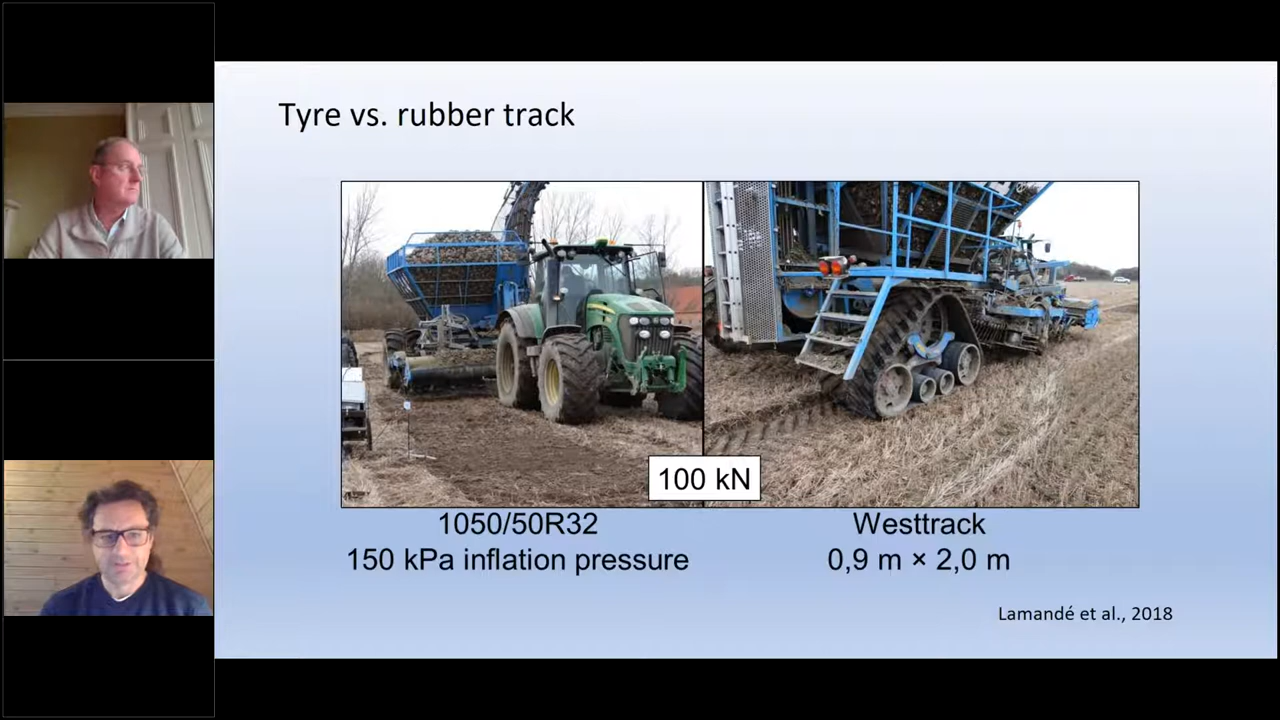 Tyre vs. rubber track
100 kN
1050/50R32
150 kPa inflation pressure
Westtrack
0,9 m × 2,0 m
Lamandé et al., 2018